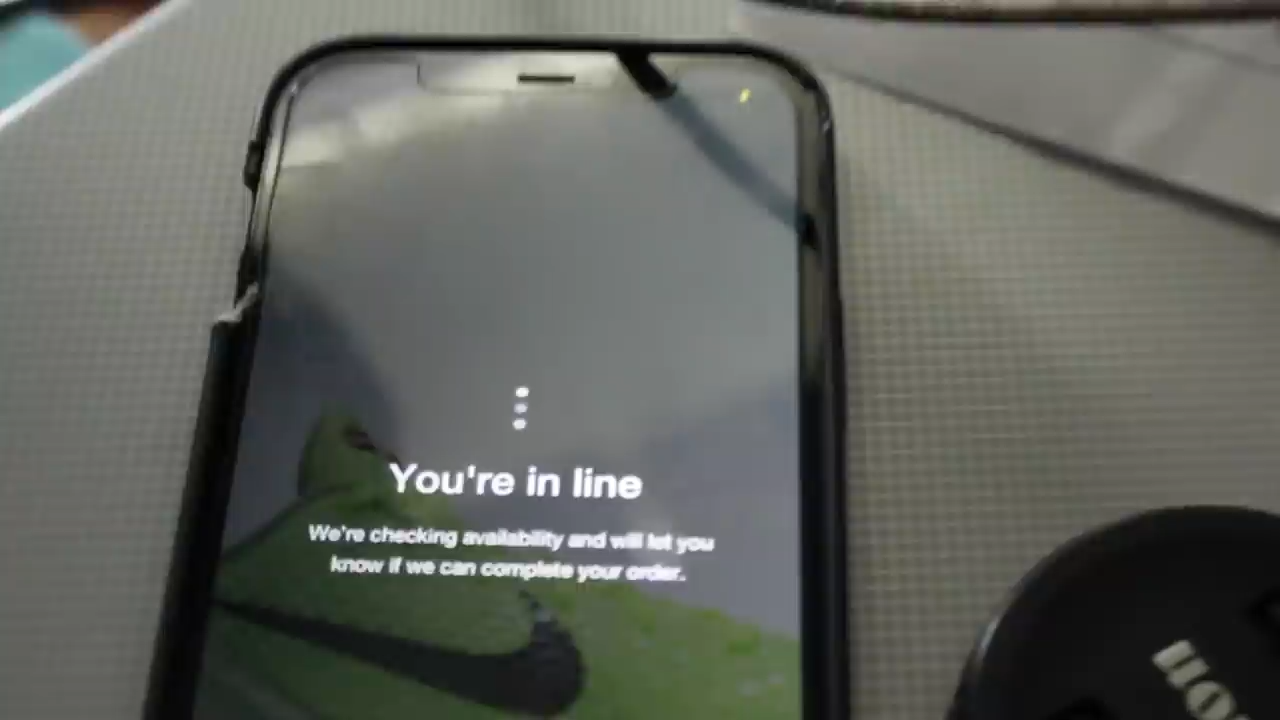 You're in line
We're checking availability and will let you
know if we can complete your order.